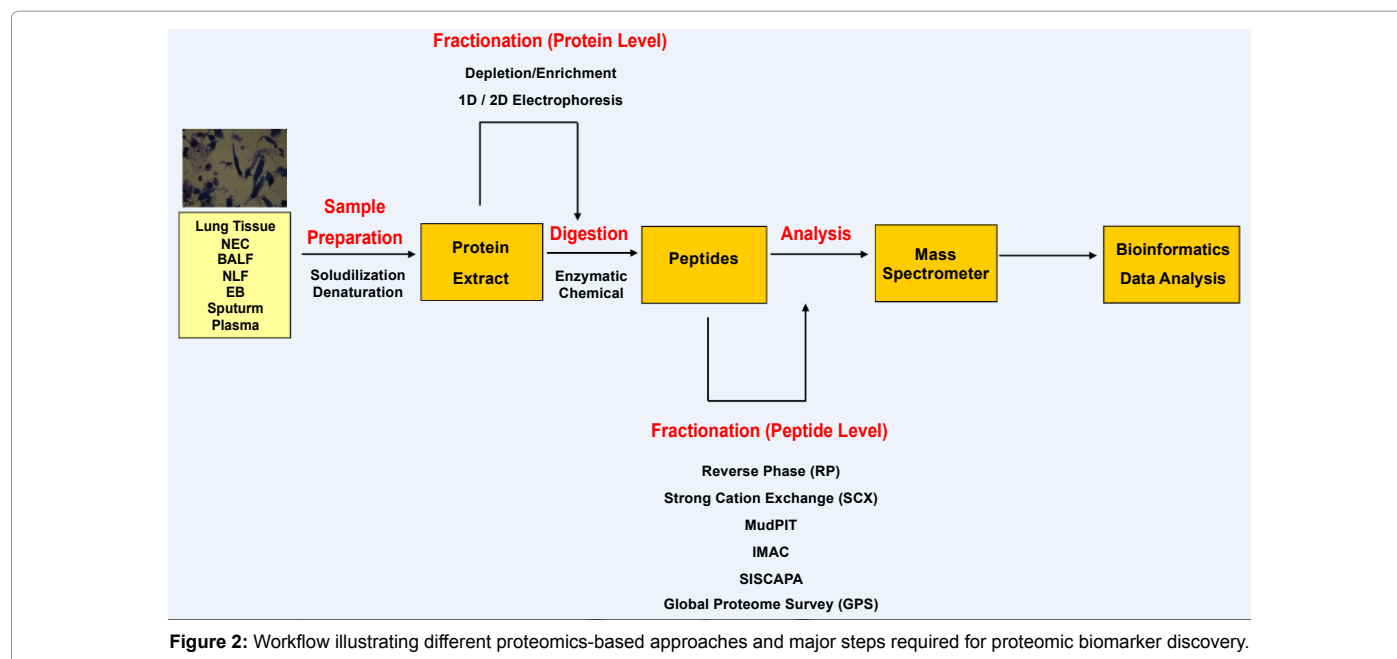 Fractionation (Protein Level)
Depletion/Enrichment
1D / 2D Electrophoresis
Lung Tissue
NEC
BALF
NLF
EB
Sputurm
Plasma
Sample
Preparation
Soludilization
Denaturation
Protein
Extract
Digestion
Enzymatic
Chemical
Peptides
Analysis
Mass
Spectrometer
Bioinformatics
Data Analysis
Fractionation (Peptide Level)
Reverse Phase (RP)
Strong Cation Exchange (SCX)
MudPIT
IMAC
SISCAPA
Global Proteome Survey (GPS)
Figure 2: Workflow illustrating different proteomics-based approaches and major steps required for proteomic biomarker discovery.